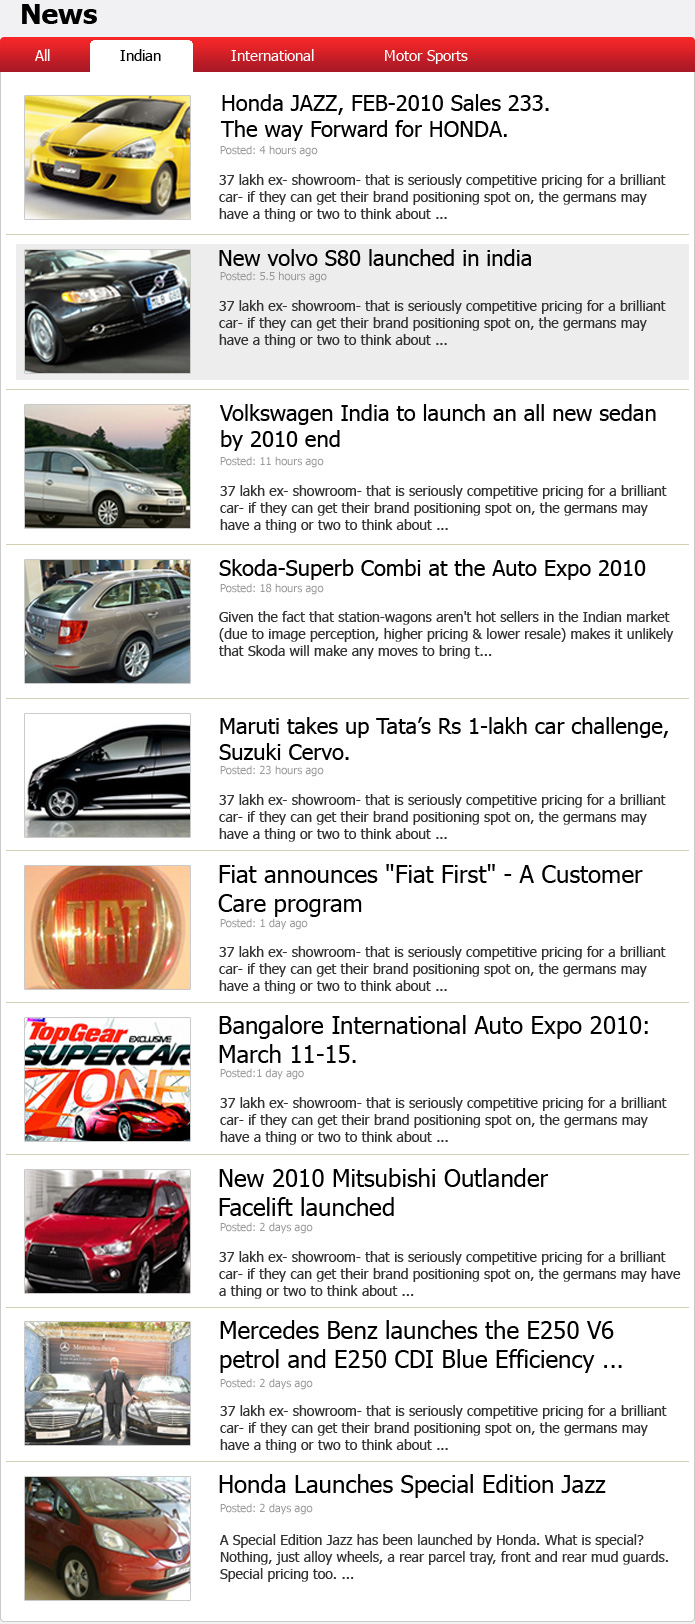 News
All
Indian
International
Motor Sports
Honda JAZZ, FEB-2010 Sales 233.
The way Forward for HONDA.
Posted: 4 hours ago
37 lakh ex- showroom- that is seriously competitive pricing for a brilliant
car- if they can get their brand positioning spot on, the germans may
have a thing or two to think about ...
New volvo S80 launched in india
Posted: 5.5 hours ago
37 lakh ex- showroom- that is seriously competitive pricing for a brilliant
car- if they can get their brand positioning spot on, the germans may
have a thing or two to think about ...
Volkswagen India to launch an all new sedan
by 2010 end
Posted: 11 hours ago
37 lakh ex- showroom- that is seriously competitive pricing for a brilliant
car- if they can get their brand positioning spot on, the germans may
have a thing or two to think about ...
Skoda-Superb Combi at the Auto Expo 2010
Posted: 18 hours ago
Given the fact that station-wagons aren't hot sellers in the Indian market
(due to image perception, higher pricing & lower resale) makes it unlikely
that Skoda will make any moves to bring t...
Maruti takes up Tata’s Rs 1-lakh car challenge,
Suzuki Cervo.
Posted: 23 hours ago
37 lakh ex- showroom- that is seriously competitive pricing for a brilliant
car- if they can get their brand positioning spot on, the germans may
have a thing or two to think about ...
FIAT
Fiat announces "Fiat First" - A Customer
Care program
Posted: 1 day ago
37 lakh ex- showroom- that is seriously competitive pricing for a brilliant
car- if they can get their brand positioning spot on, the germans may
have a thing or two to think about ...
TopGear EXCLUSIVE
SUPERCAR
ZONE
Bangalore International Auto Expo 2010:
March 11-15.
Posted:1 day ago
37 lakh ex- showroom- that is seriously competitive pricing for a brilliant
car- if they can get their brand positioning spot on, the germans may
have a thing or two to think about ...
New 2010 Mitsubishi Outlander
Facelift launched
Posted: 2 days ago
37 lakh ex- showroom- that is seriously competitive pricing for a brilliant
car- if they can get their brand positioning spot on, the germans may have
a thing or two to think about ...
Mercedes-Benz
Mercedes Benz launches the E250 V6
petrol and E250 CDI Blue Efficiency ...
Posted: 2 days ago
37 lakh ex- showroom- that is seriously competitive pricing for a brilliant
car- if they can get their brand positioning spot on, the germans may
have a thing or two to think about ...
Honda Launches Special Edition Jazz
Posted: 2 days ago
A Special Edition Jazz has been launched by Honda. What is special?
Nothing, just alloy wheels, a rear parcel tray, front and rear mud guards.
Special pricing too. ...